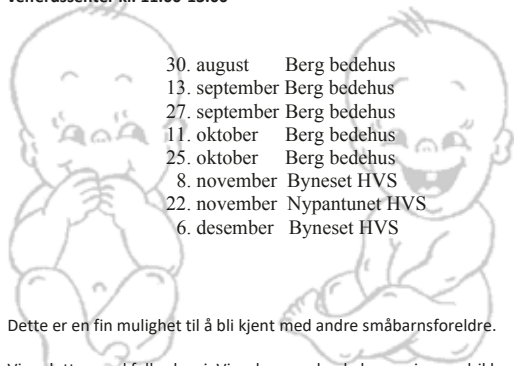 30. august Berg bedehus
13. september Berg bedehus
27. september Berg bedehus
11. oktober Berg bedehus
25. oktober Berg bedehus
8. november Byneset HVS
22. november Nypantunet HVS
6. desember Byneset HVS
Dette er en fin mulighet til å bli kjent med andre småbarnsforeldre.